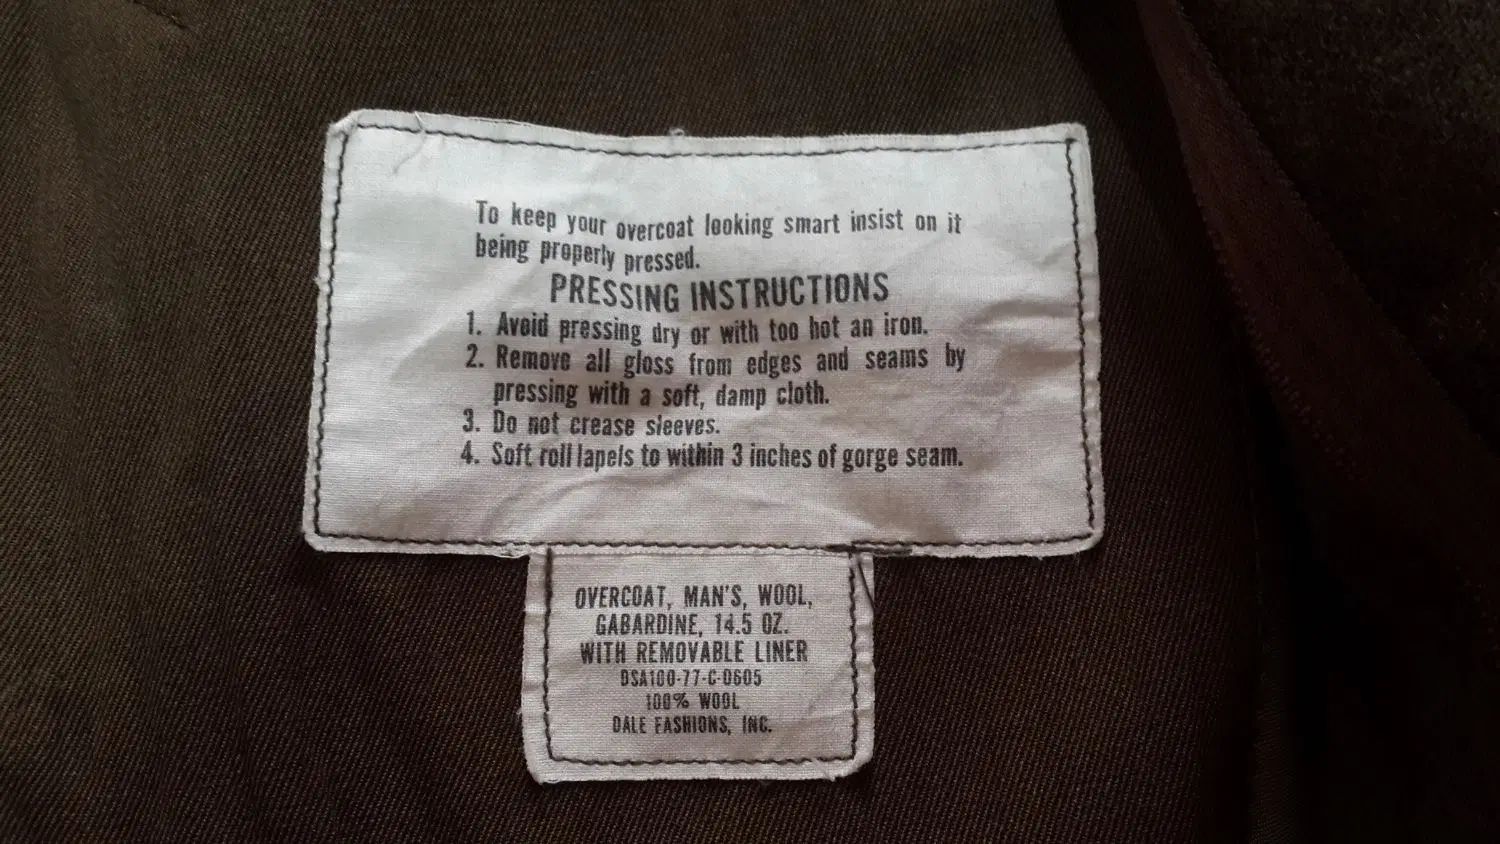 To keep your overcoat looking smart insist on it
being properly pressed.
PRESSING INSTRUCTIONS
1. Avoid pressing dry or with too hot an iron.
2. Remove all gloss from edges and seams by
pressing with a soft, damp cloth.
3. Do not crease sleeves.
4. Soft roll lapels to within 3 inches of gorge seam.
OVERCOAT, MAN'S, WOOL,
GABARDINE, 14.5 OZ.
WITH REMOVABLE LINER
DSA100-77-C-0605
100% WOOL
DALE FASHIONS, INC.